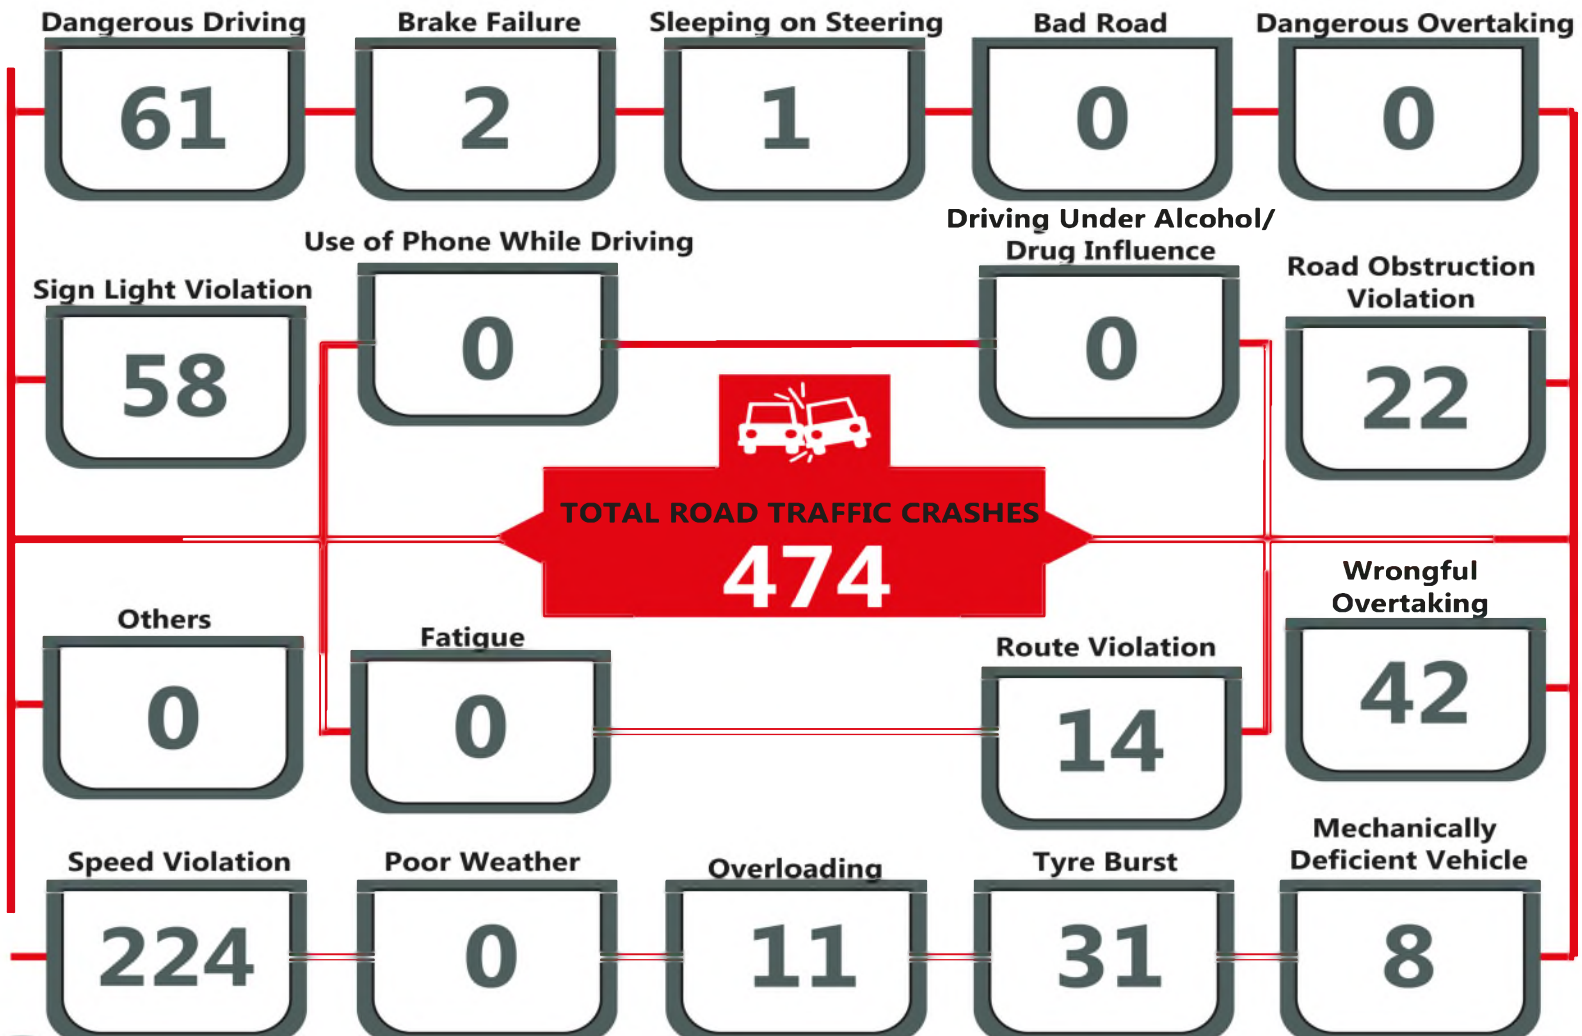 Dangerous Driving
61
Brake Failure
2
Sleeping on Steering
1
Bad Road
0
Dangerous Overtaking
0
Sign Light Violation
58
Use of Phone While Driving
0
Driving Under Alcohol/
Drug Influence
0
Road Obstruction
Violation
22
TOTAL ROAD TRAFFIC CRASHES
474
Others
0
Fatigue
0
Route Violation
14
Wrongful
Overtaking
42
Speed Violation
224
Poor Weather
0
Overloading
11
Tyre Burst
31
Mechanically
Deficient Vehicle
8